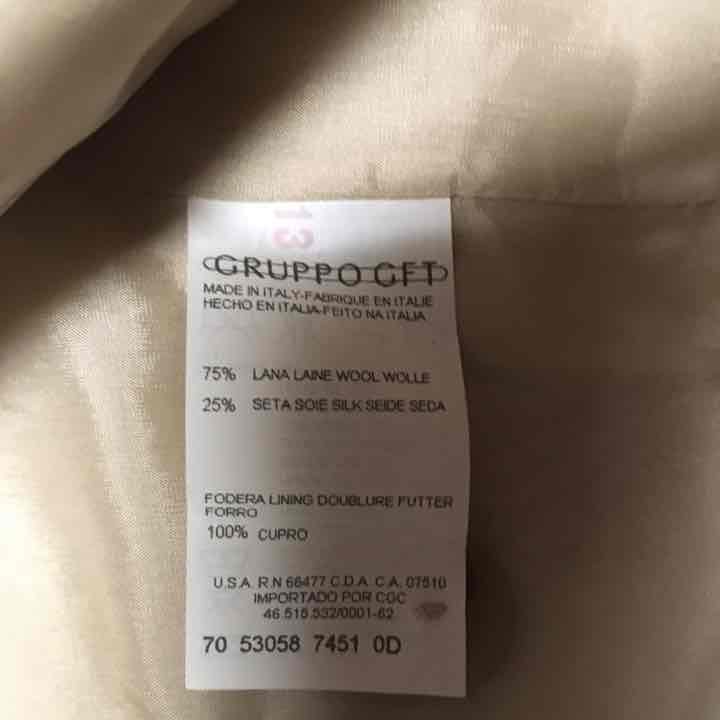 13
GRUPPO GFT
MADE IN ITALY-FABRIQUE EN ITALIE
HECHO EN ITALIA-FEITO NA ITALIA
75% LANA LAINE WOOL WOLLE
25% SETA SOIE SILK SEIDE SEDA
FODERA LINING DOUBLURE FUTTER
FORRO
100% CUPRO
U.S.A. R.N 66477 C.D.A. C.A. 07510
IMPORTADO POR CGC
46.515.532/0001-62
70 53058 7451 0D